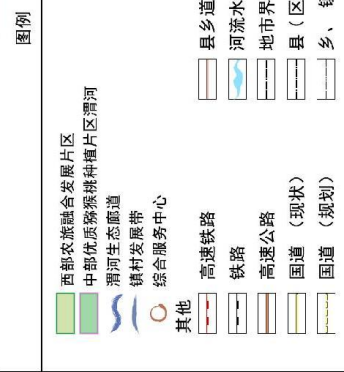 图例
西部农旅融合发展片区
中部优质猕猴桃种植片区渭河
渭河生态廊道
镇村发展带
综合服务中心
其他
高速铁路
铁路
高速公路
国道（现状）
国道（规划）
县乡道
河流水
地市界
县（区
乡、